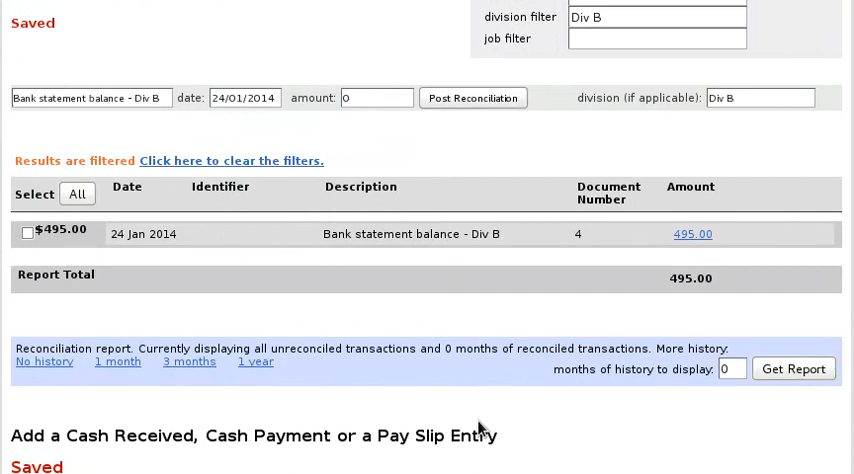 division filter Div B
Saved
job filter
Bank statement balance - Div B date: 24/01/2014 amount: 0 Post Reconciliation division (if applicable): Div B
Results are filtered Click here to clear the filters.
Select All Date Identifier Description Document Number Amount
$495.00 24 Jan 2014 Bank statement balance - Div B 4 495.00
Report Total 495.00
Reconciliation report. Currently displaying all unreconciled transactions and 0 months of reconciled transactions. More history:
No history 1 month 3 months 1 year
months of history to display: 0 Get Report
Add a Cash Received, Cash Payment or a Pay Slip Entry
Saved